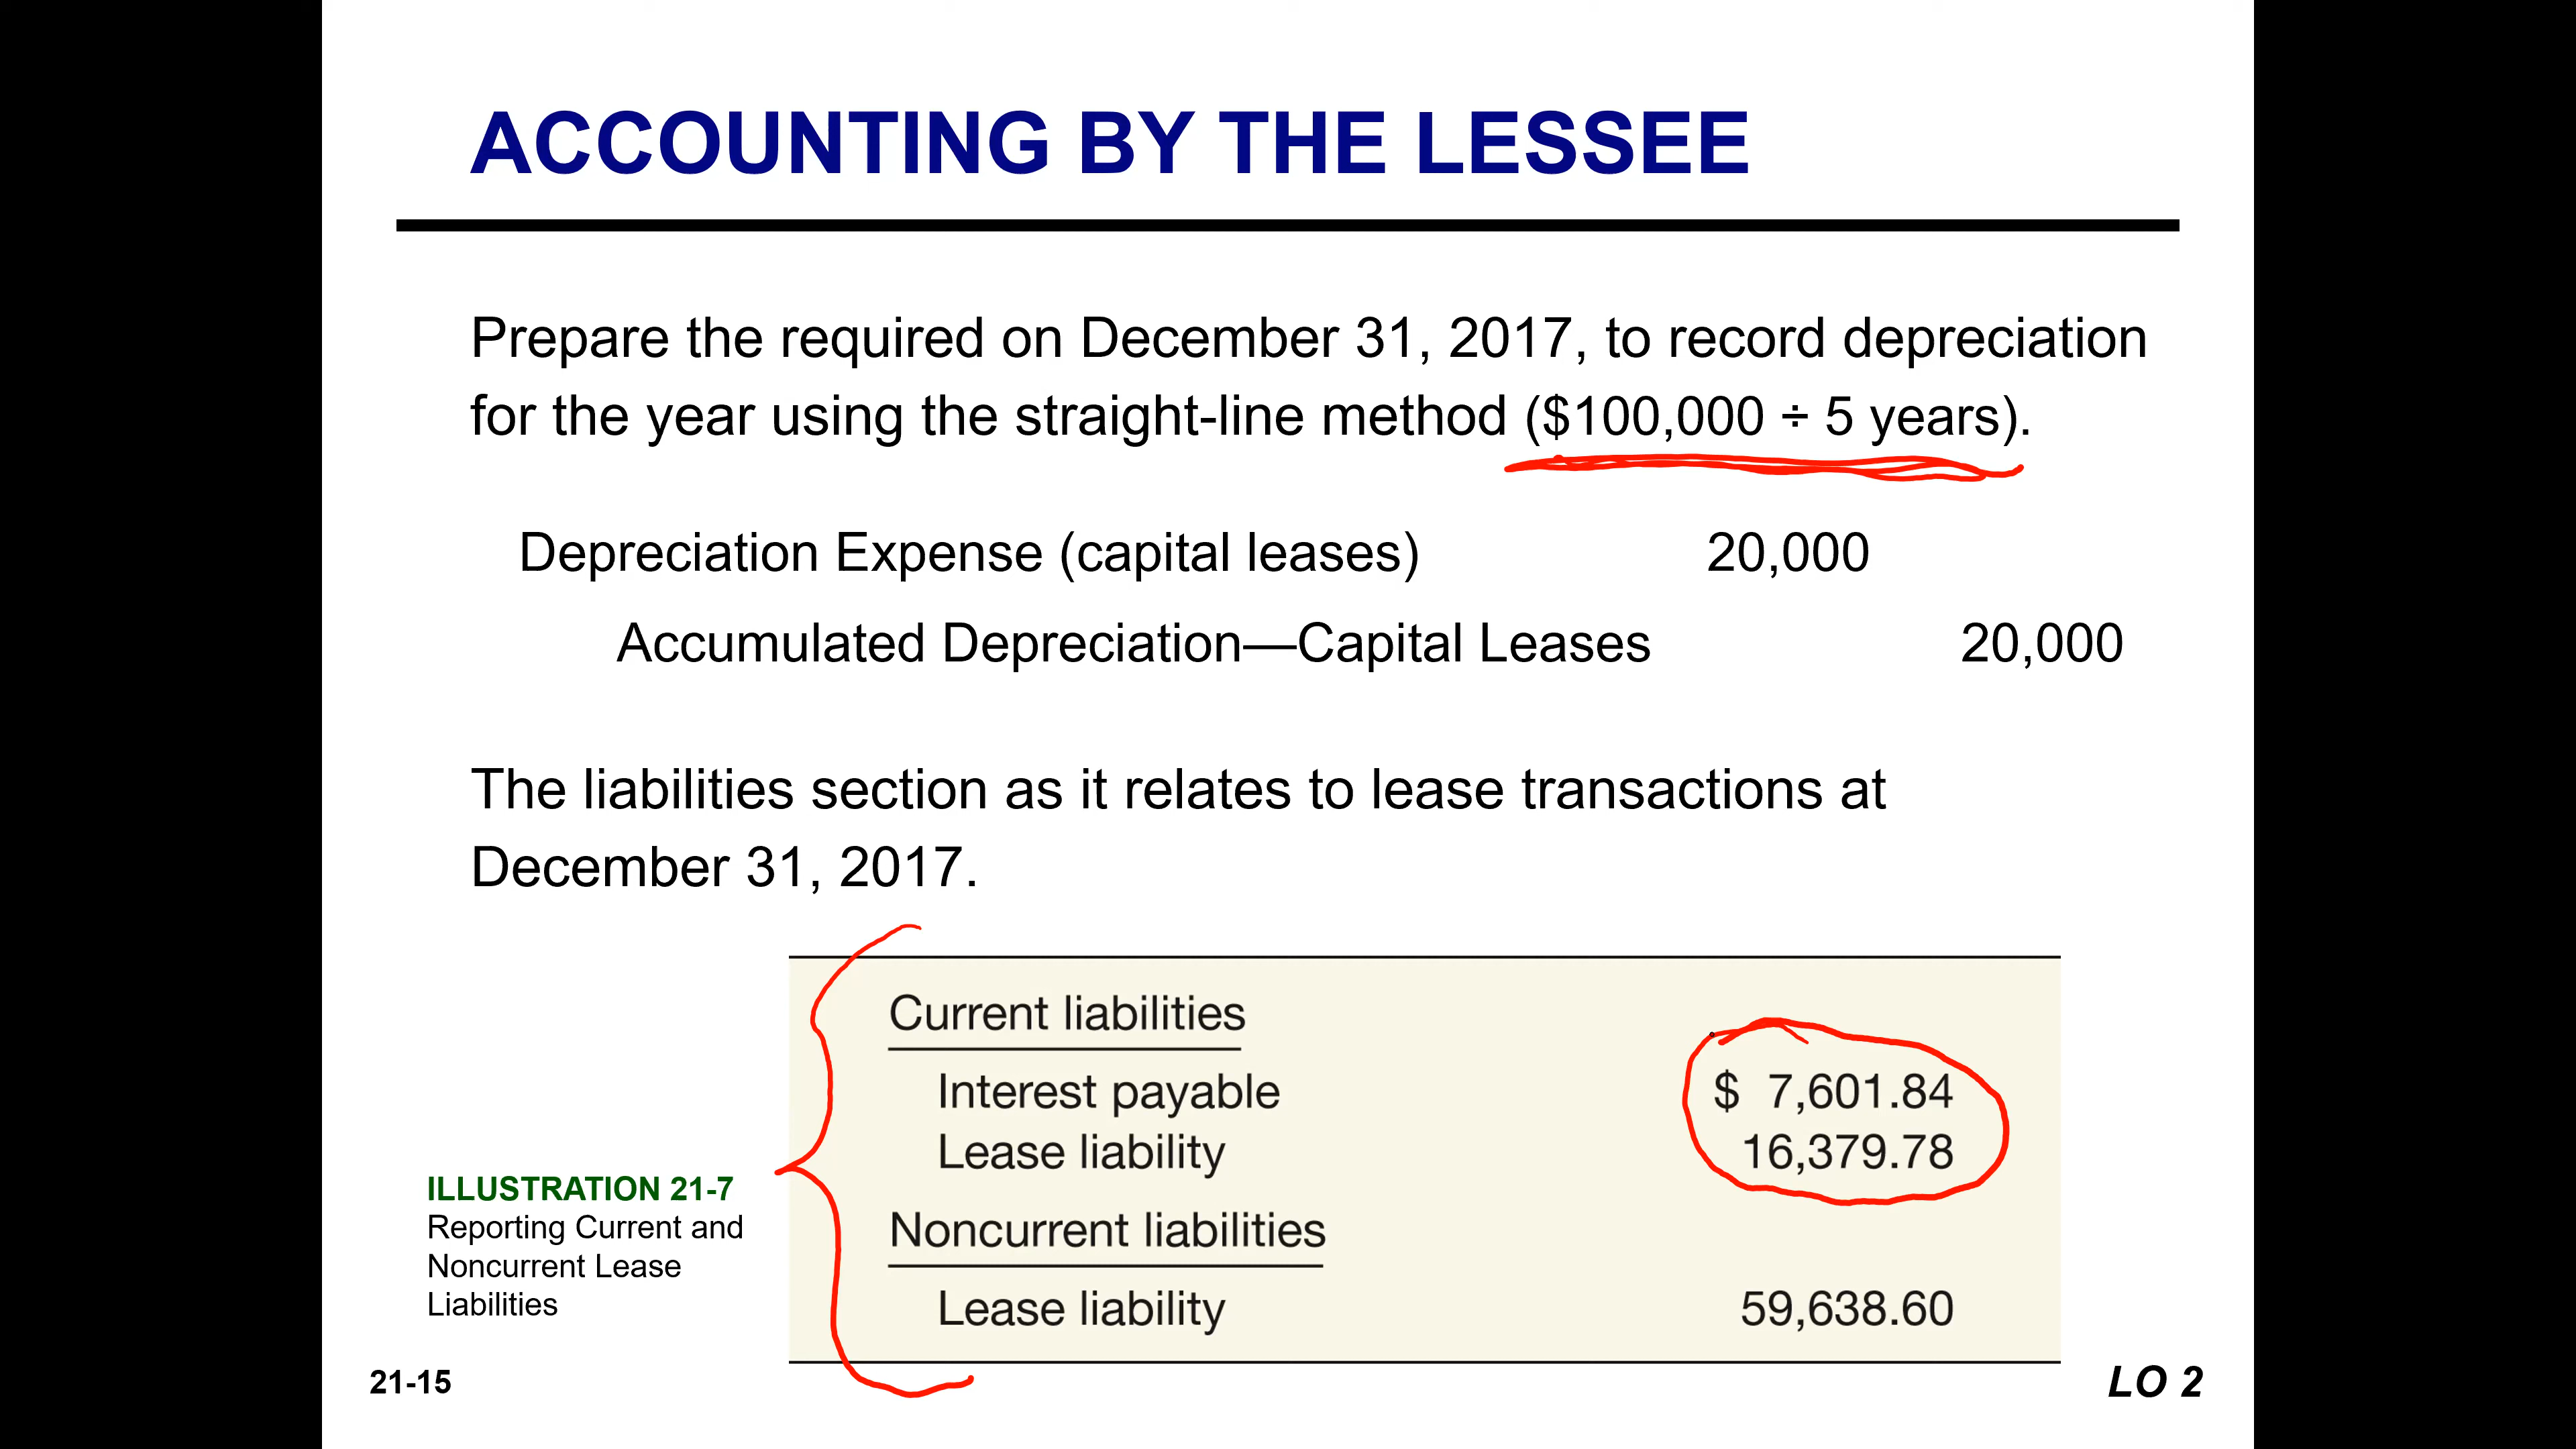 ACCOUNTING BY THE LESSEE
Prepare the required on December 31, 2017, to record depreciation
for the year using the straight-line method ($100,000 ÷ 5 years).
Depreciation Expense (capital leases) 20,000
Accumulated Depreciation—Capital Leases 20,000
The liabilities section as it relates to lease transactions at
December 31, 2017.
Current liabilities
Interest payable $ 7,601.84
Lease liability 16,379.78
Noncurrent liabilities
Lease liability 59,638.60
ILLUSTRATION 21-7
Reporting Current and
Noncurrent Lease
Liabilities
21-15
LO 2